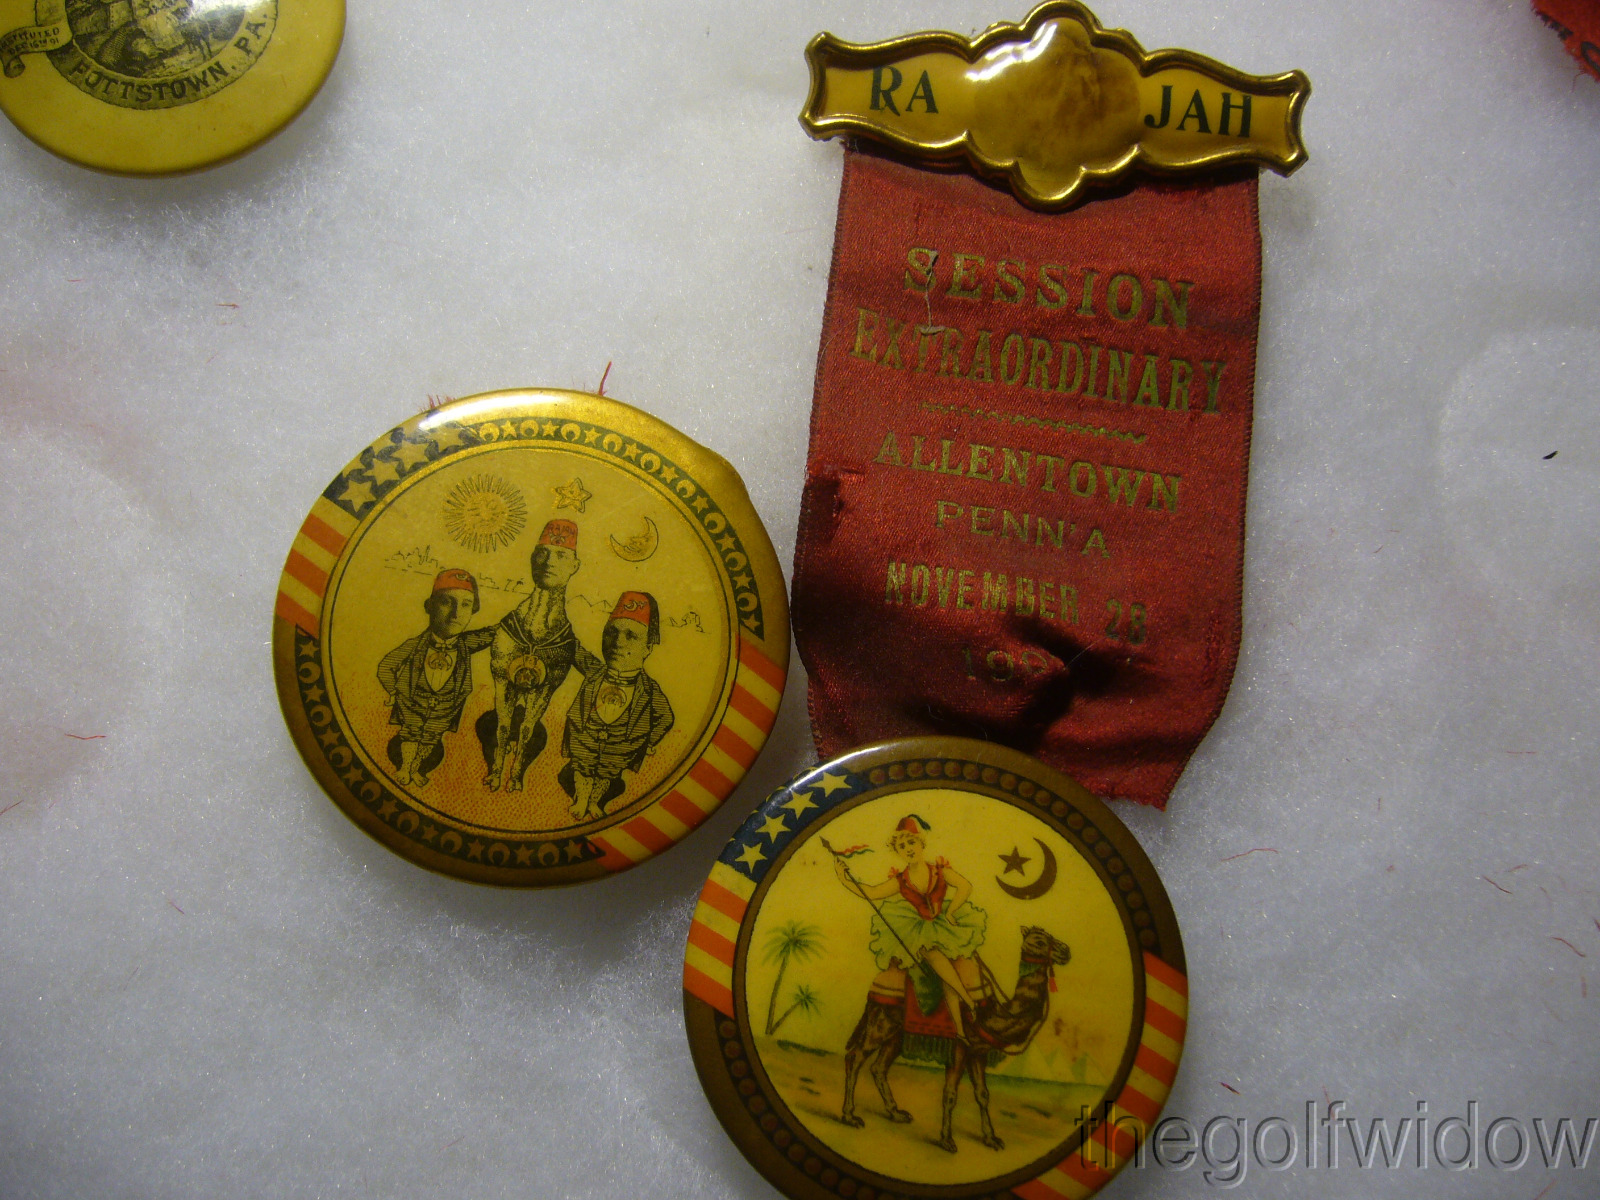 POTTSTOWN, PA.
RA JAH
SESSION
EXTRAORDINARY
ALLENTOWN
PENN'A
NOVEMBER 28
thegolfwidow